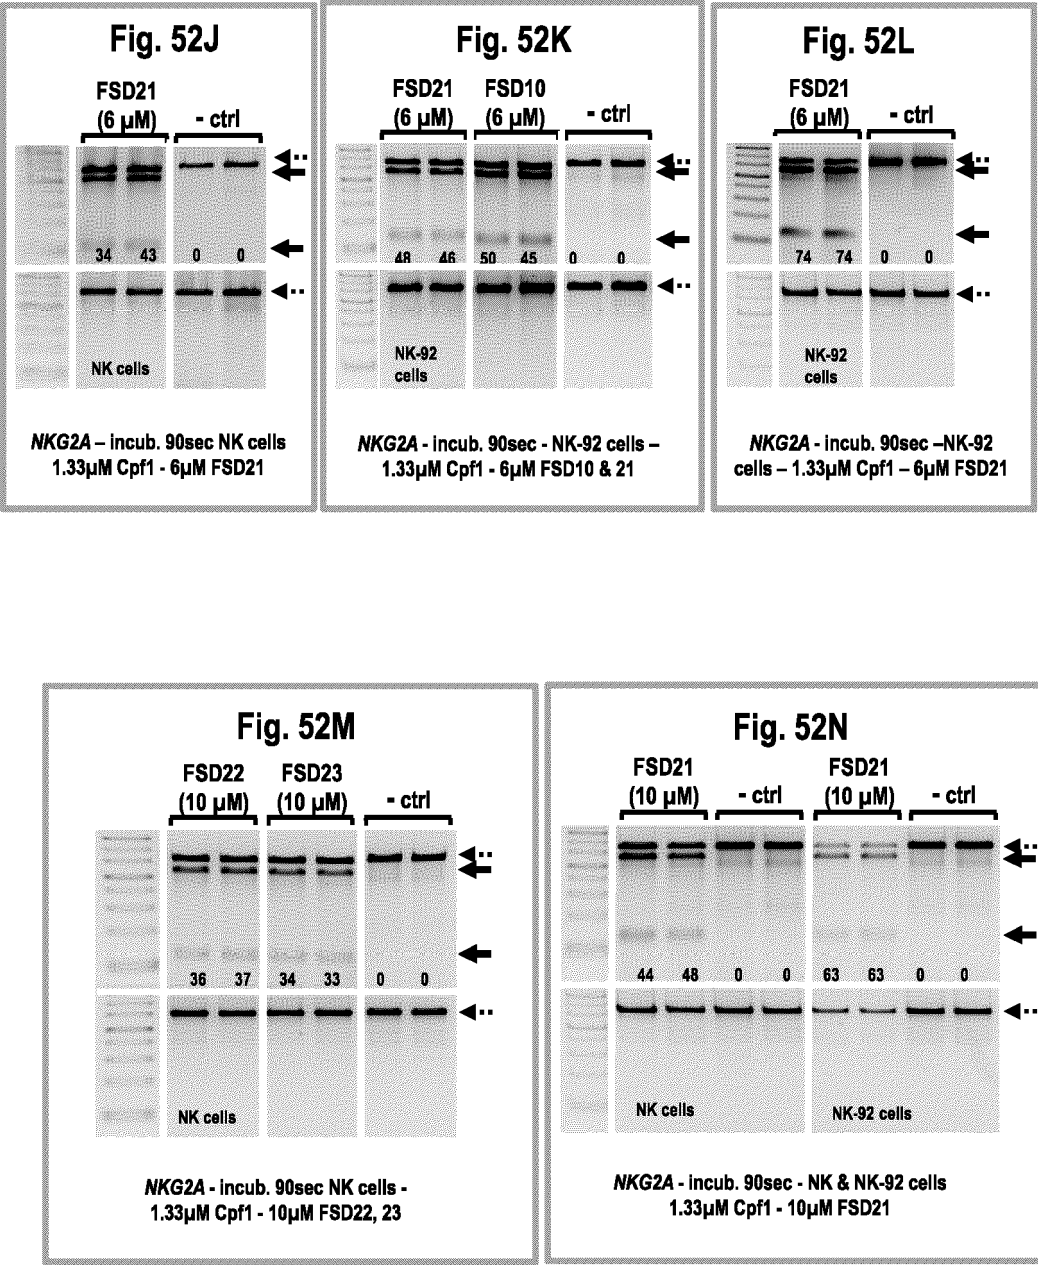 Fig. 52J
FSD21
(6 µM)
- ctrl
34 43 0 0
NK cells
NKG2A – incub. 90sec NK cells
1.33µM Cpf1 - 6µM FSD21
Fig. 52K
FSD21 FSD10
(6 µM) (6 µM) - ctrl
48 46 50 45 0 0
NK-92
cells
NKG2A - incub. 90sec - NK-92 cells –
1.33µM Cpf1 - 6µM FSD10 & 21
Fig. 52L
FSD21
(6 µM) - ctrl
74 74 0 0
NK-92
cells
NKG2A - incub. 90sec –NK-92
cells – 1.33µM Cpf1 – 6µM FSD21
Fig. 52M
FSD22 FSD23
(10 µM) (10 µM) - ctrl
36 37 34 33 0 0
NK cells
NKG2A - incub. 90sec NK cells -
1.33µM Cpf1 - 10µM FSD22, 23
Fig. 52N
FSD21 FSD21
(10 µM) - ctrl (10 µM) - ctrl
44 48 0 0 63 63 0 0
NK cells NK-92 cells
NKG2A - incub. 90sec - NK & NK-92 cells
1.33µM Cpf1 - 10µM FSD21